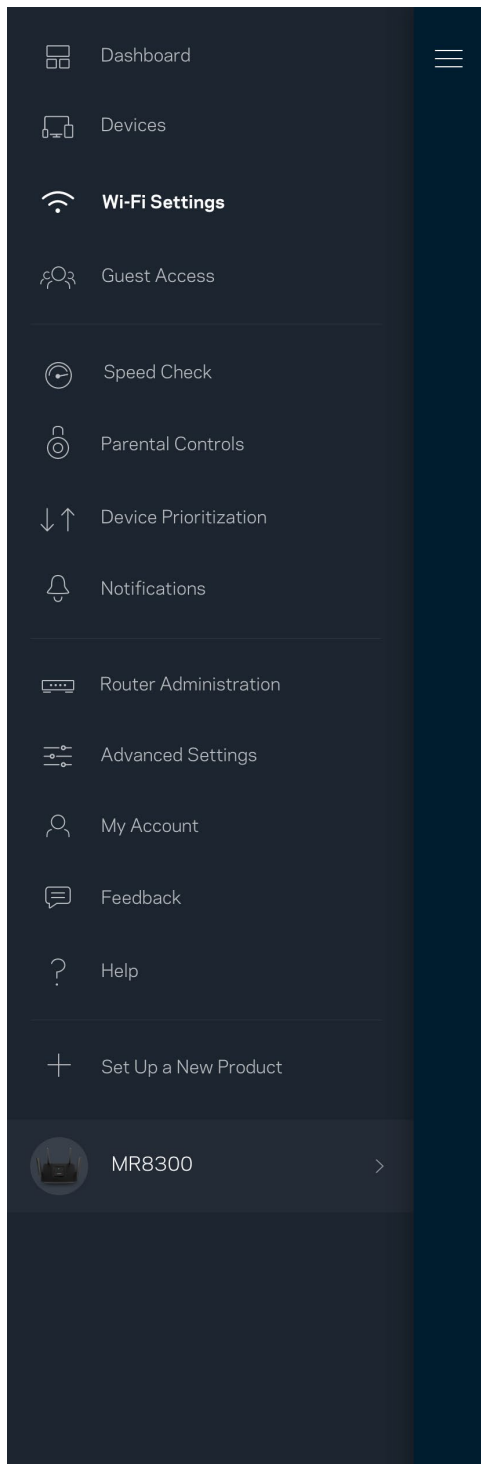 Dashboard
Devices
Wi-Fi Settings
Guest Access
Speed Check
Parental Controls
Device Prioritization
Notifications
Router Administration
Advanced Settings
My Account
Feedback
Help
Set Up a New Product
MR8300